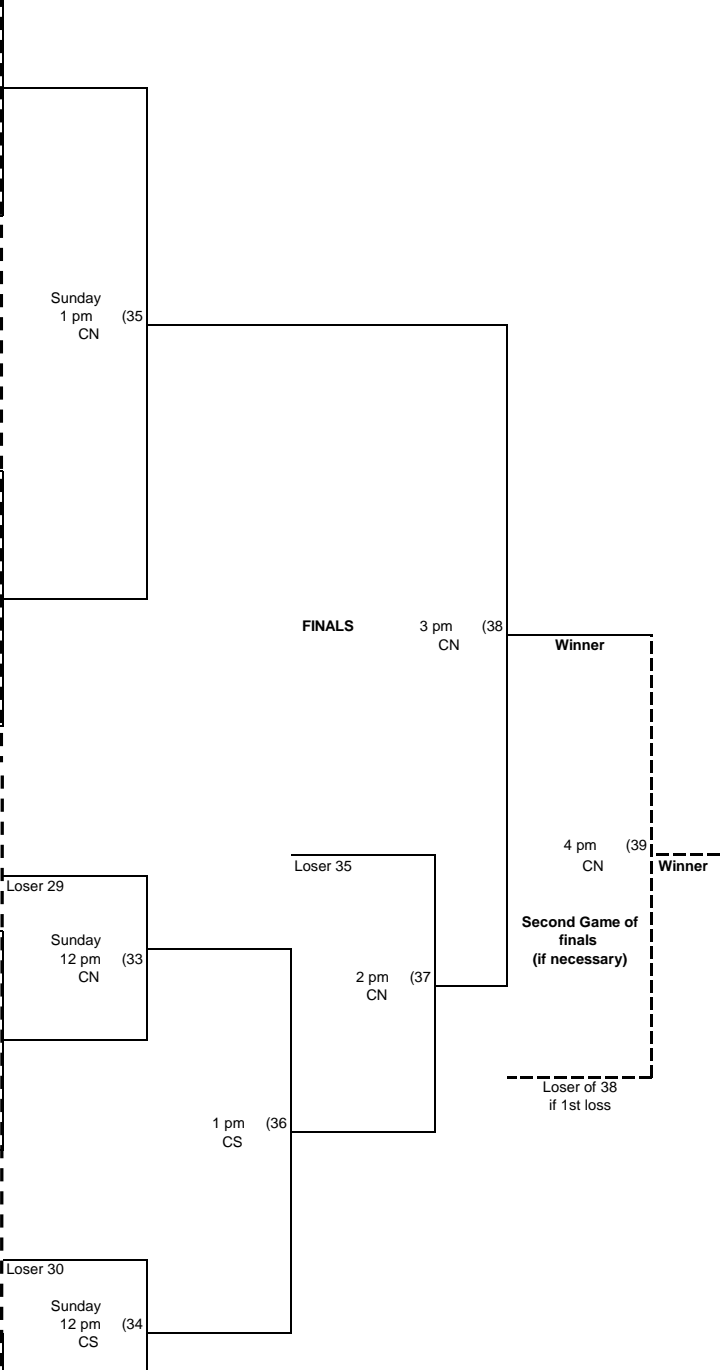 Sunday
1 pm (35
CN
FINALS 3 pm (38
CN
Winner
4 pm (39
CN
Winner
Second Game of
finals
(if necessary)
Loser of 38
if 1st loss
Loser 35
2 pm (37
CN
Loser 29
Sunday
12 pm (33
CN
1 pm (36
CS
Loser 30
Sunday
12 pm (34
CS